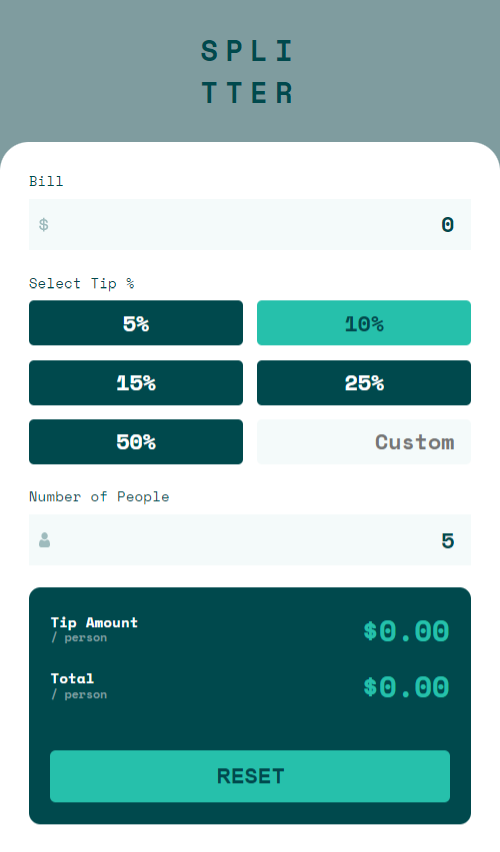 SPLI
TTER
Bill
$ 0
Select Tip %
5% 10%
15% 25%
50% Custom
Number of People
5
Tip Amount
/ person
$0.00
Total
/ person
$0.00
RESET